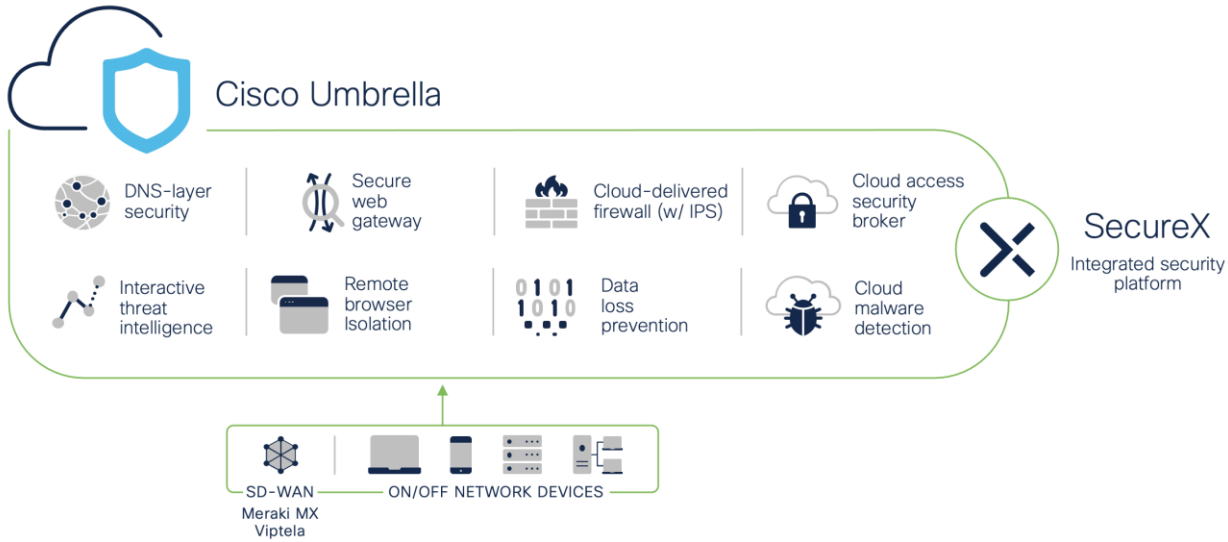 Cisco Umbrella
DNS-layer
security
Secure
web
gateway
Cloud-delivered
firewall (w/ IPS)
Cloud access
security
broker
Interactive
threat
intelligence
Remote
browser
Isolation
0101
1010
Data
loss
prevention
Cloud
malware
detection
SecureX
Integrated security
platform
SD-WAN
Meraki MX
Viptela
ON/OFF NETWORK DEVICES